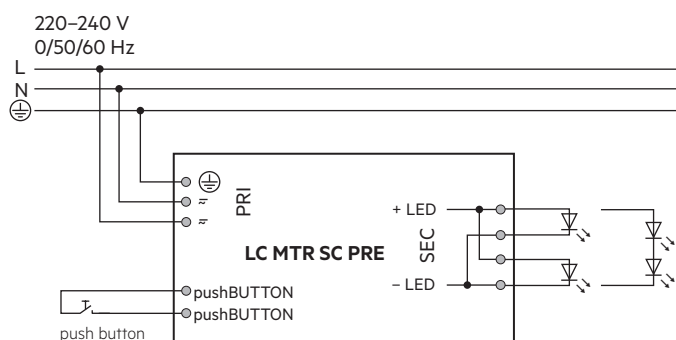 220–240 V
0/50/60 Hz
L
N
PRI
+ LED
SEC
LC MTR SC PRE
– LED
pushBUTTON
pushBUTTON
push button